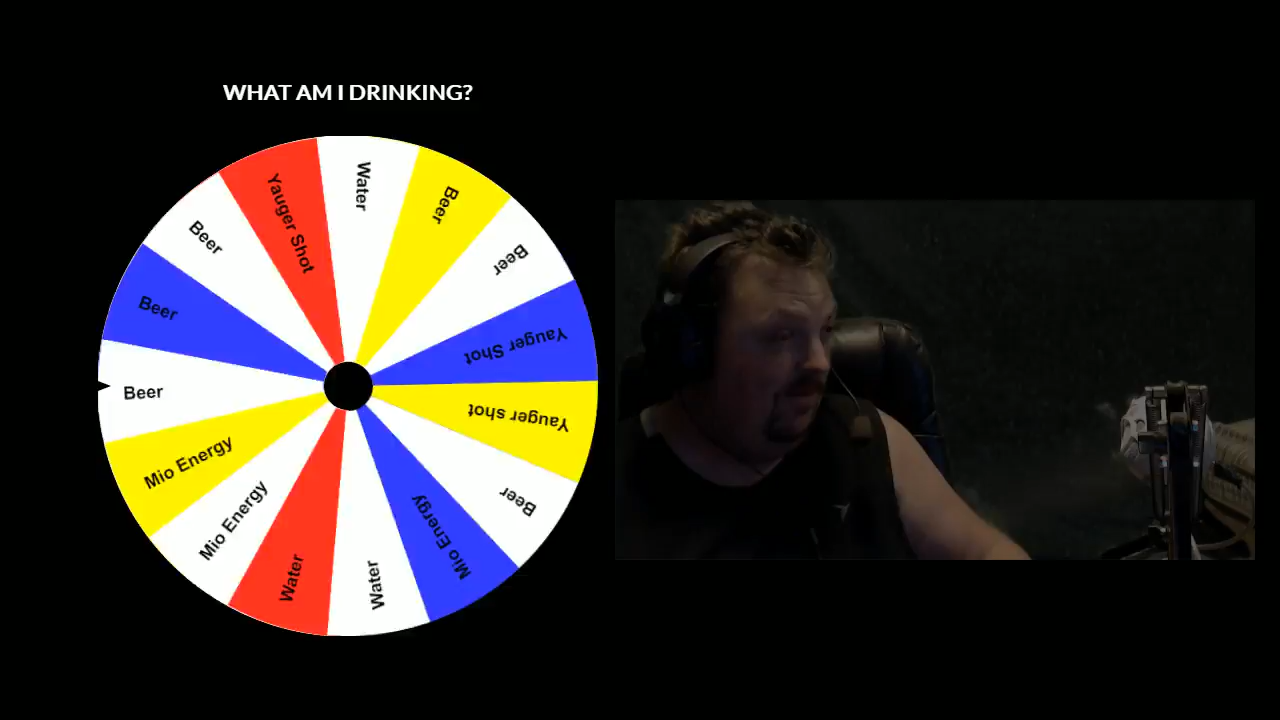 WHAT AM I DRINKING?
Water
Beer
Beer
Yauger Shot
Yauger shot
Beer
Mio Energy
Water
Water
Mio Energy
Mio Energy
Beer
Beer
Beer
Yauger Shot